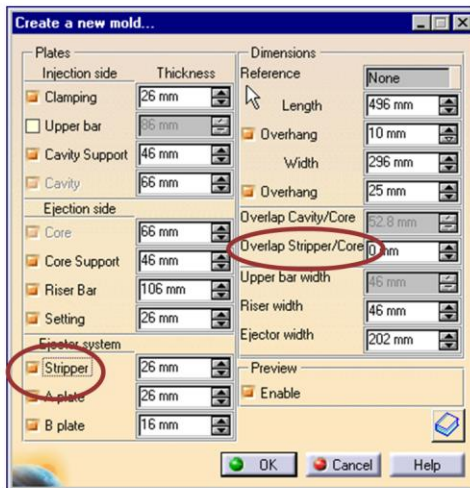 Create a new mold...
Plates
Injection side Thickness
Clamping 26 mm
Upper bar 86 mm
Cavity Support 46 mm
Cavity 66 mm
Ejection side
Core 66 mm
Core Support 46 mm
Riser Bar 106 mm
Setting 26 mm
Ejector system
Stripper 26 mm
A plate 26 mm
B plate 16 mm
Dimensions
Reference None
Length 496 mm
Overhang 10 mm
Width 296 mm
Overhang 25 mm
Overlap Cavity/Core 52.8 mm
Overlap Stripper/Core 0 mm
Upper bar width 46 mm
Riser width 46 mm
Ejector width 202 mm
Preview
Enable
OK Cancel Help